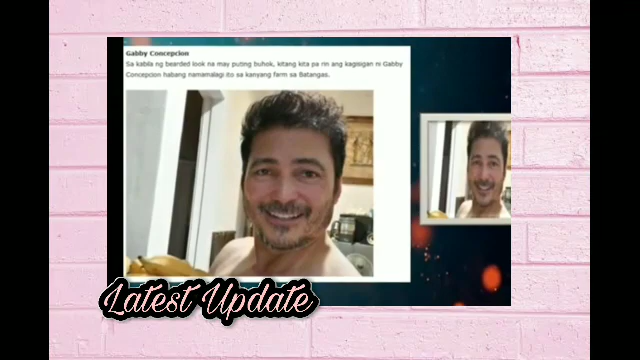 Gabby Concepcion
Sa kabila ng bearded look na may puting buhok, kitang kita pa rin ang kagisigan ni Gabby
Concepcion habang namamalagi ito sa kanyang farm sa Batangas.
Latest Update